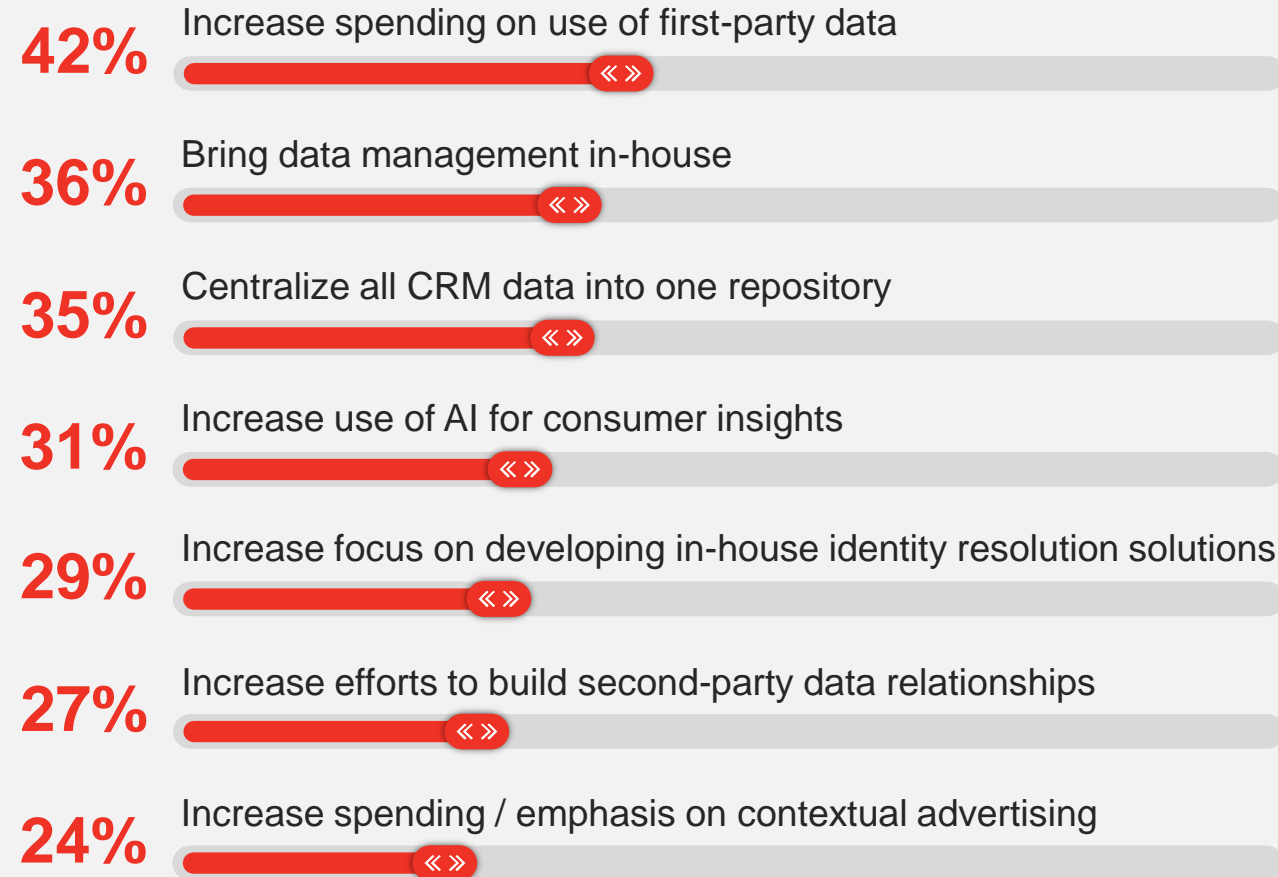 42%
Increase spending on use of first-party data
36%
Bring data management in-house
35%
Centralize all CRM data into one repository
31%
Increase use of AI for consumer insights
29%
Increase focus on developing in-house identity resolution solutions
27%
Increase efforts to build second-party data relationships
24%
Increase spending / emphasis on contextual advertising